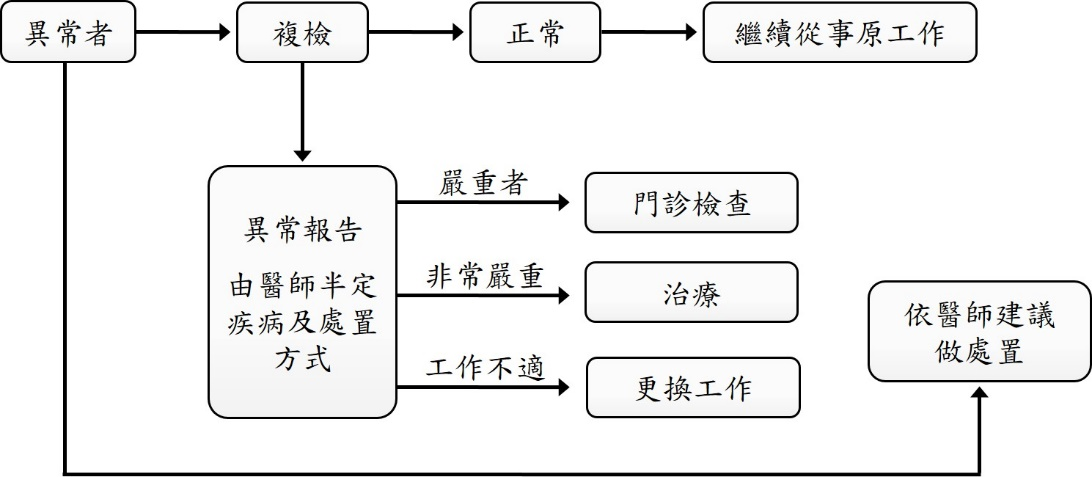 異常者
複檢
正常
繼續從事原工作
異常報告
由醫師半定
疾病及處置
方式
嚴重者
門診檢查
非常嚴重
治療
工作不適
更換工作
依醫師建議
做處置